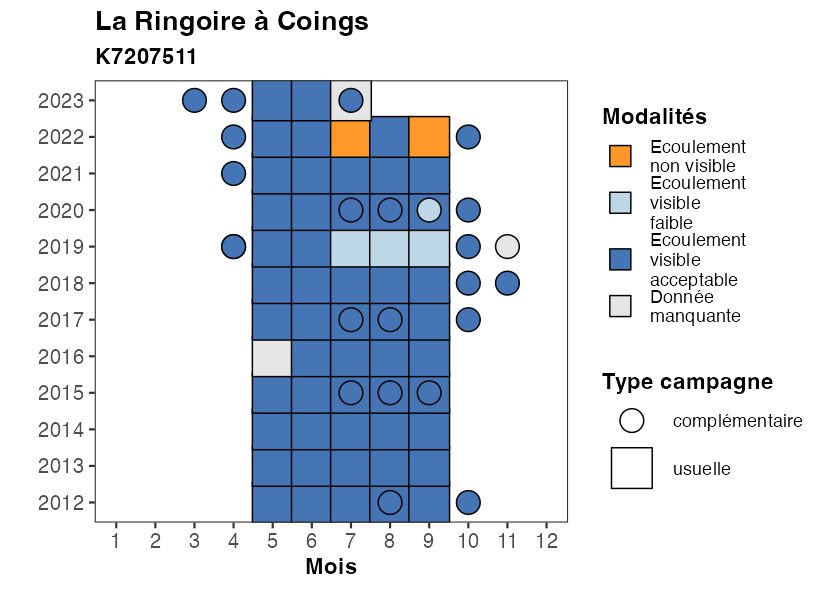 La Ringoire à Coings
K7207511
2023
2022
2021
2020
2019
2018
2017
2016
2015
2014
2013
2012
1 2 3 4 5 6 7 8 9 10 11 12
Mois
Modalités
Ecoulement
non visible
Ecoulement
visible
faible
Ecoulement
visible
acceptable
Donnée
manquante
Type campagne
complémentaire
usuelle